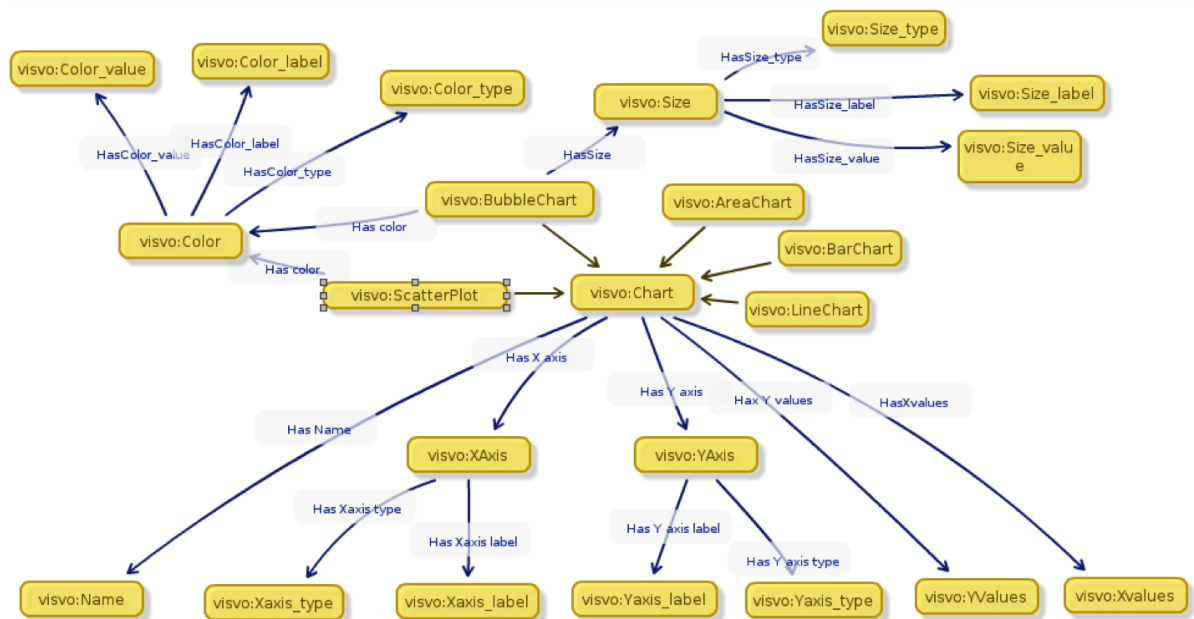 visvo:Size_type
visvo:Color_value
visvo:Color_label
HasSize_type
visvo:Color_type
visvo:Size
visvo:Size_label
HasSize_label
HasColor_value
HasColor_label
HasColor_type
HasSize
HasSize_value
visvo:Size_valu
e
visvo:BubbleChart
visvo:AreaChart
Has color
visvo:Color
visvo:BarChart
Has color
visvo:ScatterPlot
visvo:Chart
visvo:LineChart
Has X axis
Has Y axis
Hax Y values
HasXvalues
Has Name
visvo:XAxis
visvo:YAxis
Has Xaxis type
Has Xaxis label
Has Y axis label
Has Y axis type
visvo:Name
visvo:Xaxis_type
visvo:Xaxis_label
visvo:Yaxis_label
visvo:Yaxis_type
visvo:YValues
visvo:Xvalues